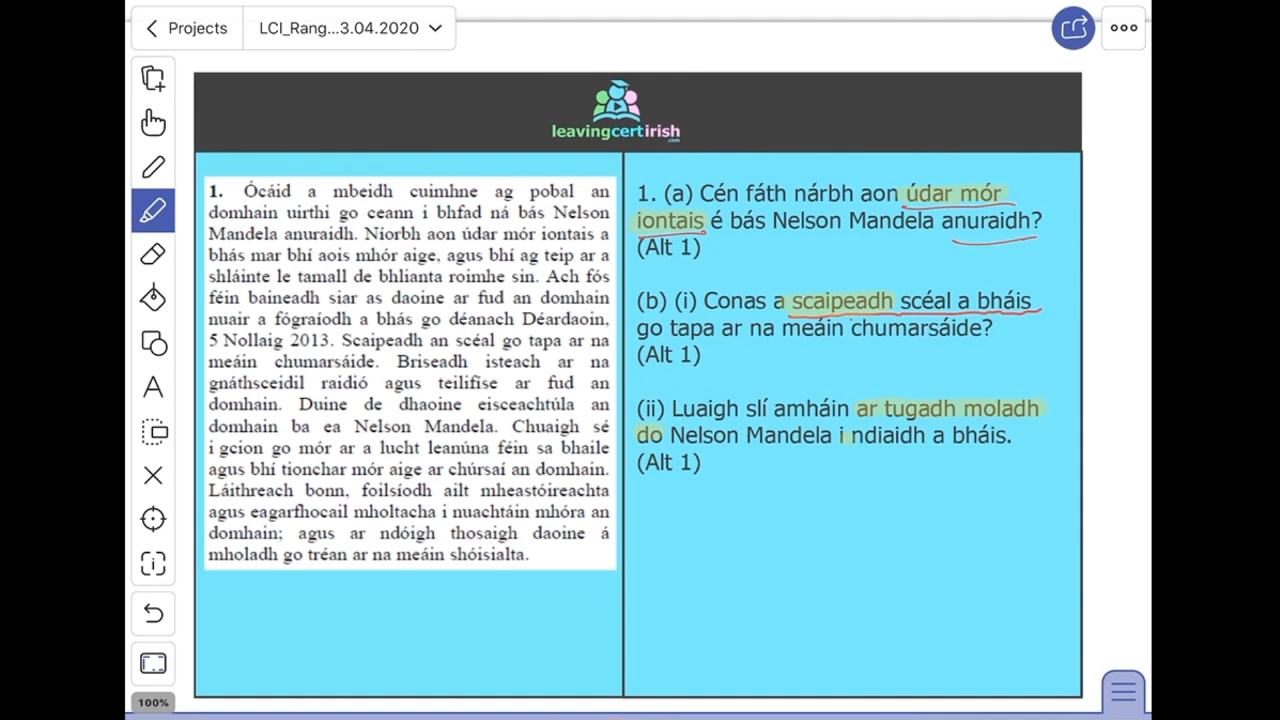 Projects
LCI_Rang...3.04.2020
leavingcertirish
.com
1. Ócáid a mbeidh cuimhne ag pobal an
domhain uirthi go ceann i bhfad ná bás Nelson
Mandela anuraidh. Níorbh aon údar mór iontais a
bhás mar bhí aois mhór aige, agus bhí ag teip ar a
shláinte le tamall de bhlianta roimhe sin. Ach fós
féin baineadh siar as daoine ar fud an domhain
nuair a fógraíodh a bhás go déanach Déardaoin,
5 Nollaig 2013. Scaipeadh an scéal go tapa ar na
meáin chumarsáide. Briseadh isteach ar na
gnáthsceidil raidió agus teilifíse ar fud an
domhain. Duine de dhaoine eisceachtúla an
domhain ba ea Nelson Mandela. Chuaigh sé
i gcion go mór ar a lucht leanúna féin sa bhaile
agus bhí tionchar mór aige ar chúrsaí an domhain.
Láithreach bonn, foilsíodh ailt mheastóireachta
agus eagarfhocail mholtacha i nuachtáin mhóra an
domhain; agus ar ndóigh thosaigh daoine á
mholadh go tréan ar na meáin shóisialta.
1. (a) Cén fáth nárbh aon údar mór
iontais é bás Nelson Mandela anuraidh?
(Alt 1)
(b) (i) Conas a scaipeadh scéal a bháis
go tapa ar na meáin chumarsáide?
(Alt 1)
(ii) Luaigh slí amháin ar tugadh moladh
do Nelson Mandela i ndiaidh a bháis.
(Alt 1)
100%